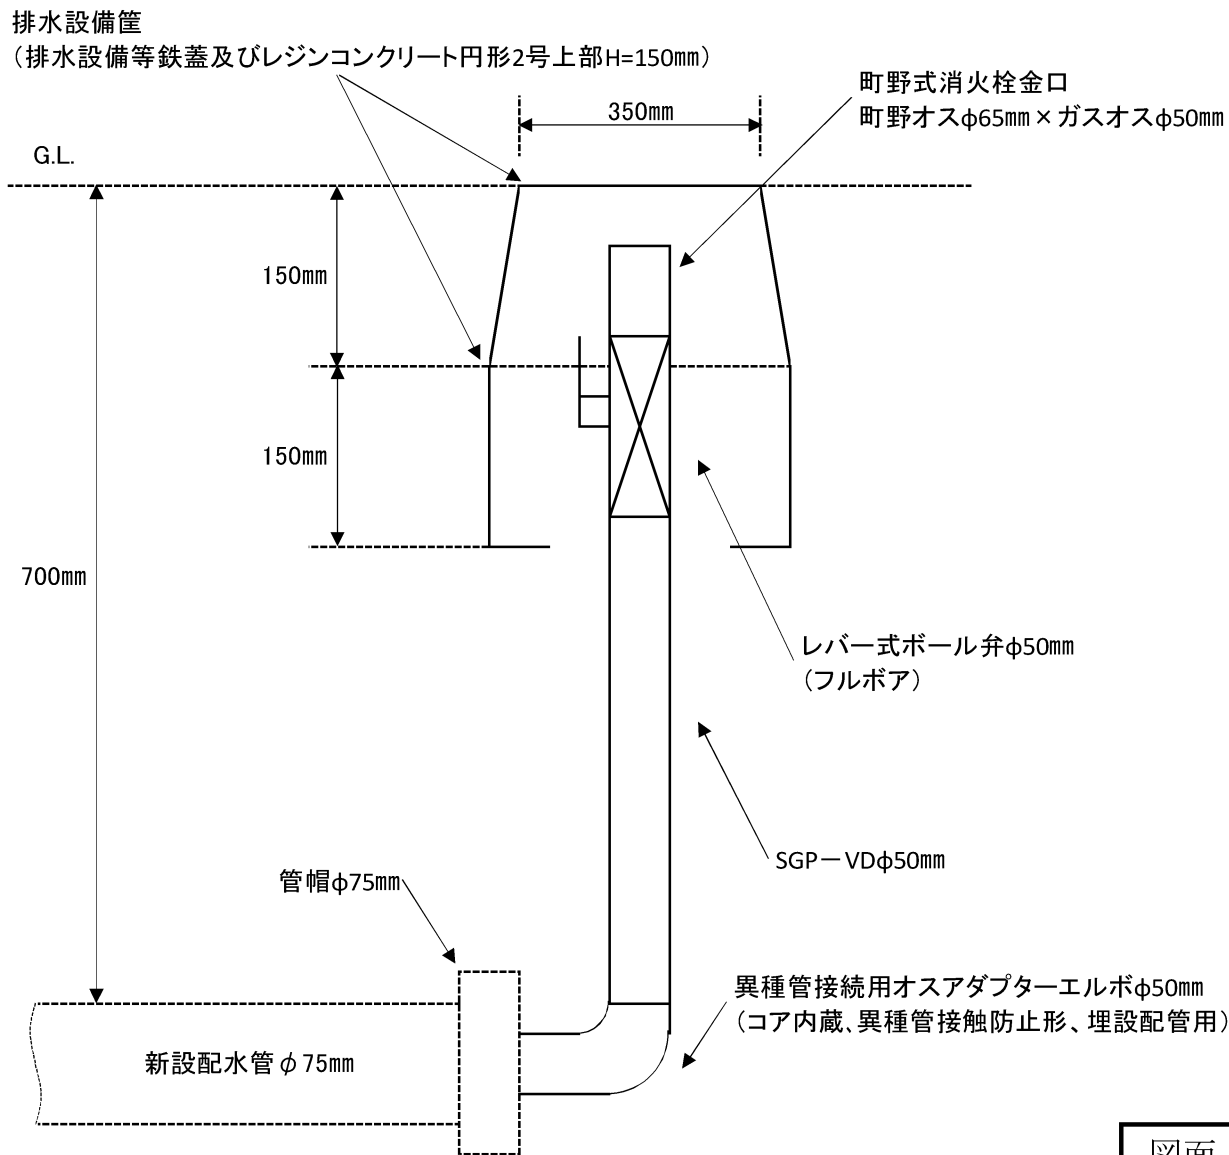 排水設備筐
（排水設備等鉄蓋及びレジンコンクリート円形2号上部H=150㎜）
町野式消火栓金口
町野オスφ65㎜×ガスオスφ50㎜
350㎜
G.L.
150㎜
150㎜
700㎜
レバー式ボール弁φ50㎜
（フルボア）
SGP－VDφ50㎜
管帽φ75㎜
異種管接続用オスアダプターエルボφ50㎜
（コア内蔵、異種管接触防止形、埋設配管用）
新設配水管φ75㎜
図面